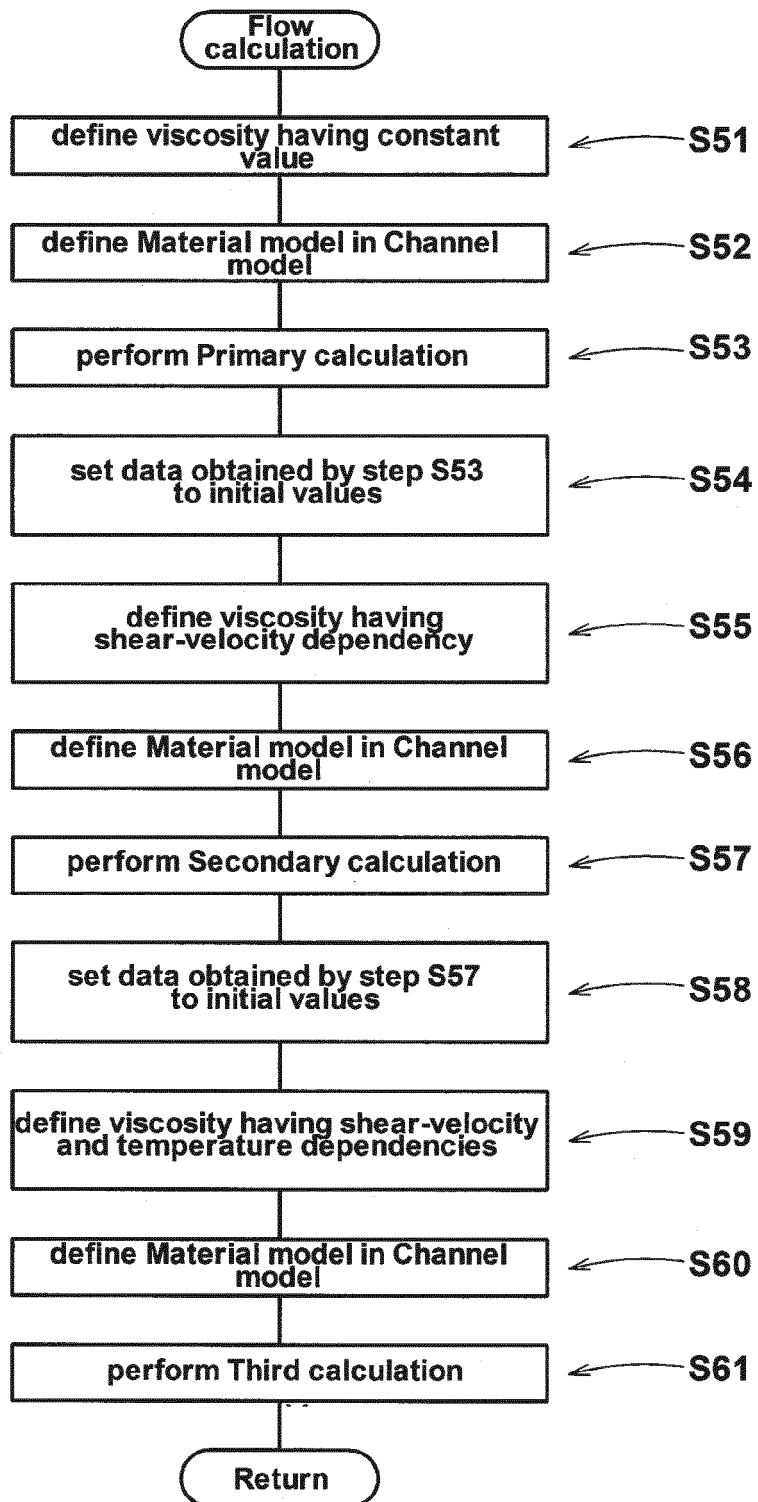 Flow
calculation
define viscosity having constant
value
S51
define Material model in Channel
model
S52
perform Primary calculation
S53
set data obtained by step S53
to initial values
S54
define viscosity having
shear-velocity dependency
S55
define Material model in Channel
model
S56
perform Secondary calculation
S57
set data obtained by step S57
to initial values
S58
define viscosity having shear-velocity
and temperature dependencies
S59
define Material model in Channel
model
S60
perform Third calculation
S61
Return